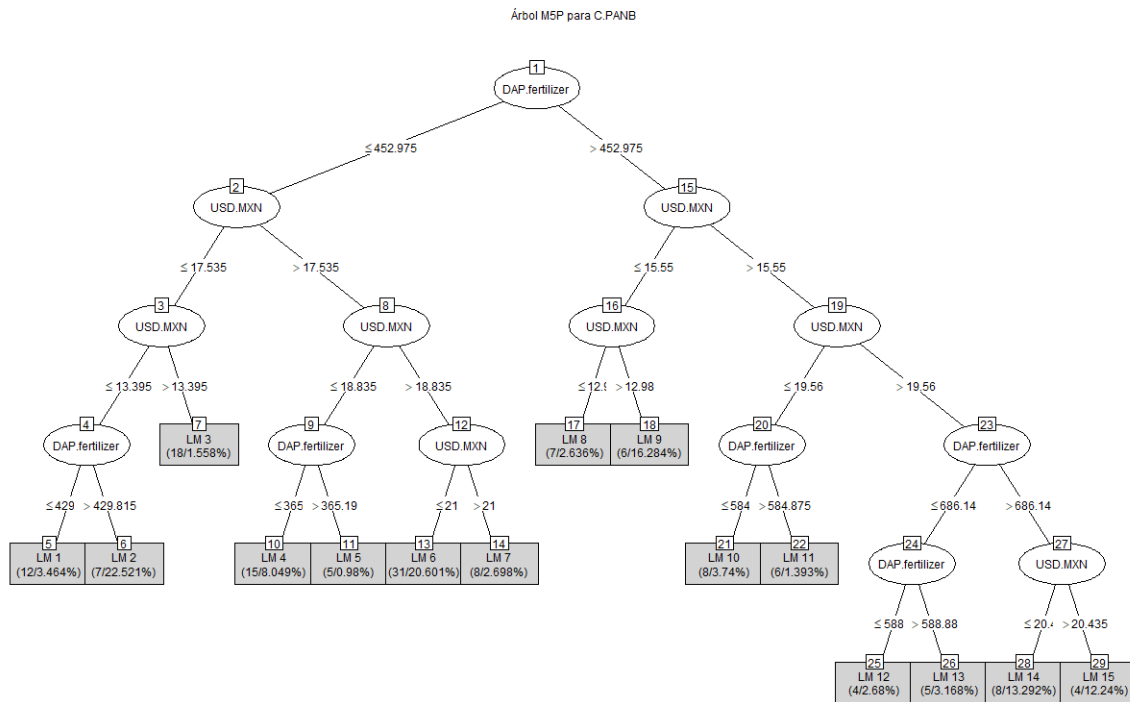 Árbol M5P para C.PANB
1
DAP.fertilizer
≤ 452.975
> 452.975
2
USD.MXN
15
USD.MXN
≤ 17.535
> 17.535
≤ 15.55
> 15.55
3
USD.MXN
8
USD.MXN
16
USD.MXN
19
USD.MXN
≤ 13.395
> 13.395
≤ 18.835
> 18.835
≤ 12.9
> 12.98
≤ 19.56
> 19.56
4
DAP.fertilizer
7
LM 3
(18/1.558%)
9
DAP.fertilizer
12
USD.MXN
17
LM 8
(7/2.636%)
18
LM 9
(6/16.284%)
20
DAP.fertilizer
23
DAP.fertilizer
≤ 429
> 429.815
≤ 365
> 365.19
≤ 21
> 21
≤ 584
> 584.875
≤ 686.14
> 686.14
5
LM 1
(12/3.464%)
6
LM 2
(7/22.521%)
10
LM 4
(15/8.049%)
11
LM 5
(5/0.98%)
13
LM 6
(31/20.601%)
14
LM 7
(8/2.698%)
21
LM 10
(8/3.74%)
22
LM 11
(6/1.393%)
24
DAP.fertilizer
27
USD.MXN
≤ 588
> 588.88
≤ 20.4
> 20.435
25
LM 12
(4/2.68%)
26
LM 13
(5/3.168%)
28
LM 14
(8/13.292%)
29
LM 15
(4/12.24%)